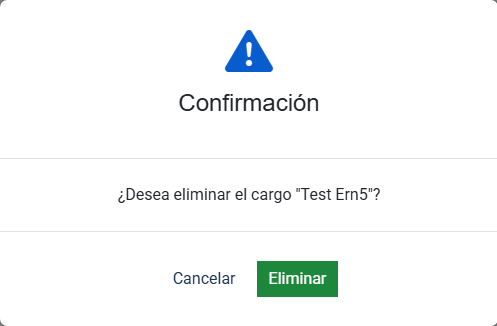 Confirmación
¿Desea eliminar el cargo "Test Ern5"?
Cancelar
Eliminar